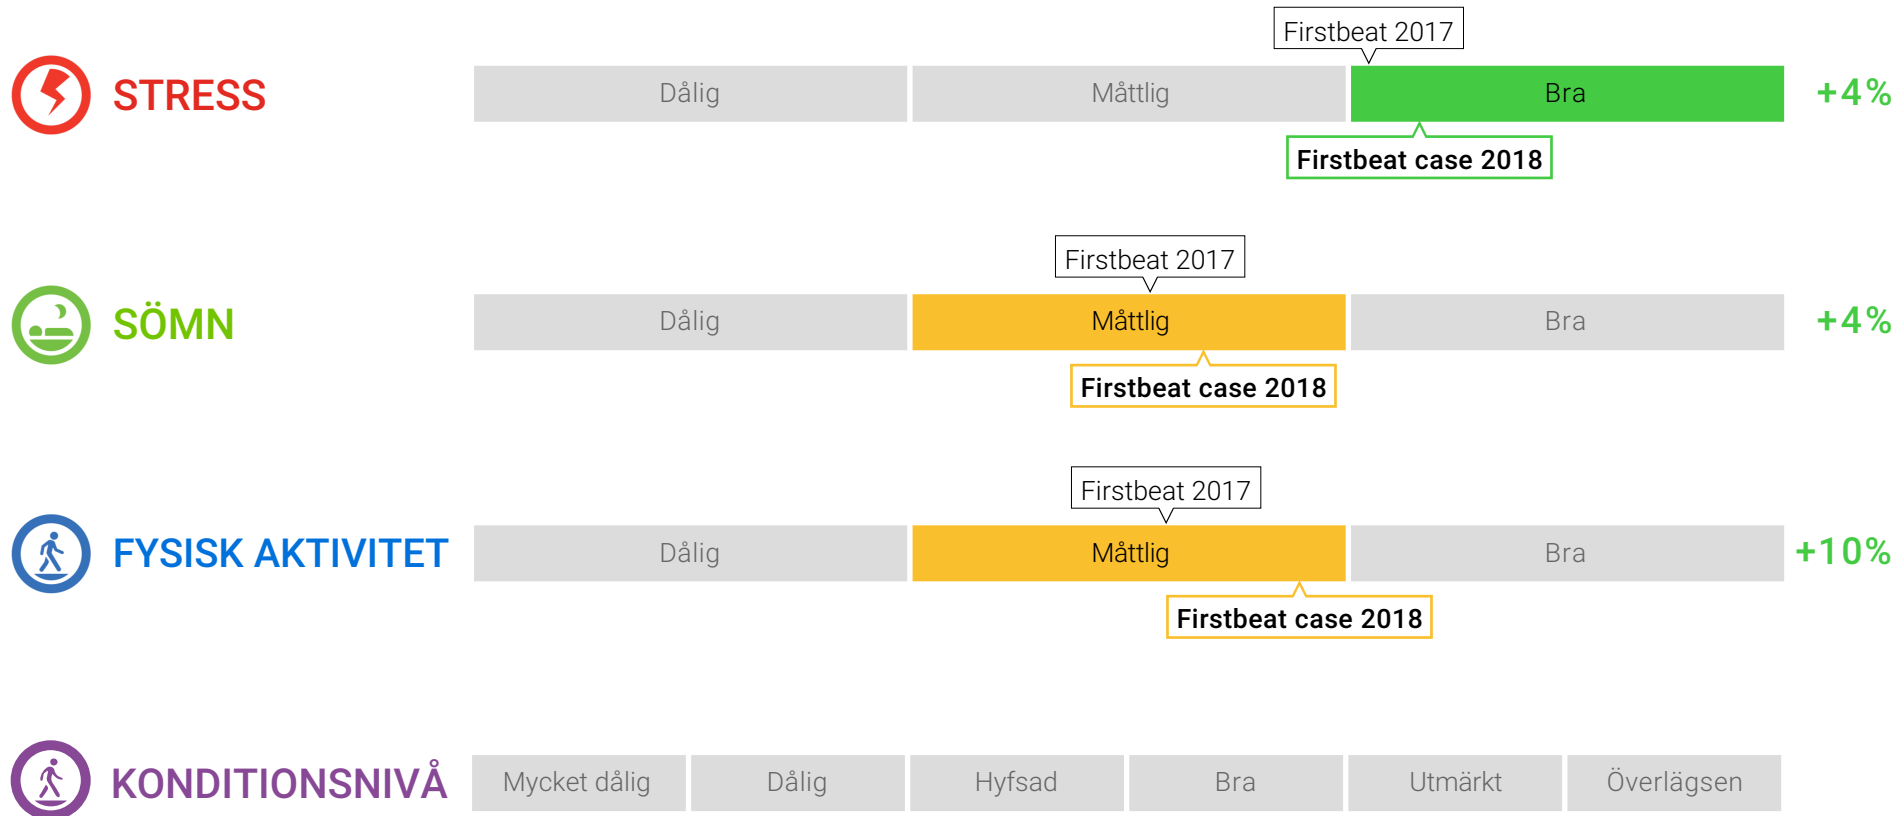 Firstbeat 2017
STRESS Dålig Måttlig Bra +4%
Firstbeat case 2018
Firstbeat 2017
SÖMN Dålig Måttlig Bra +4%
Firstbeat case 2018
Firstbeat 2017
FYSISK AKTIVITET Dålig Måttlig Bra +10%
Firstbeat case 2018
KONDITIONSNIVÅ Mycket dålig Dålig Hyfsad Bra Utmärkt Överlägsen